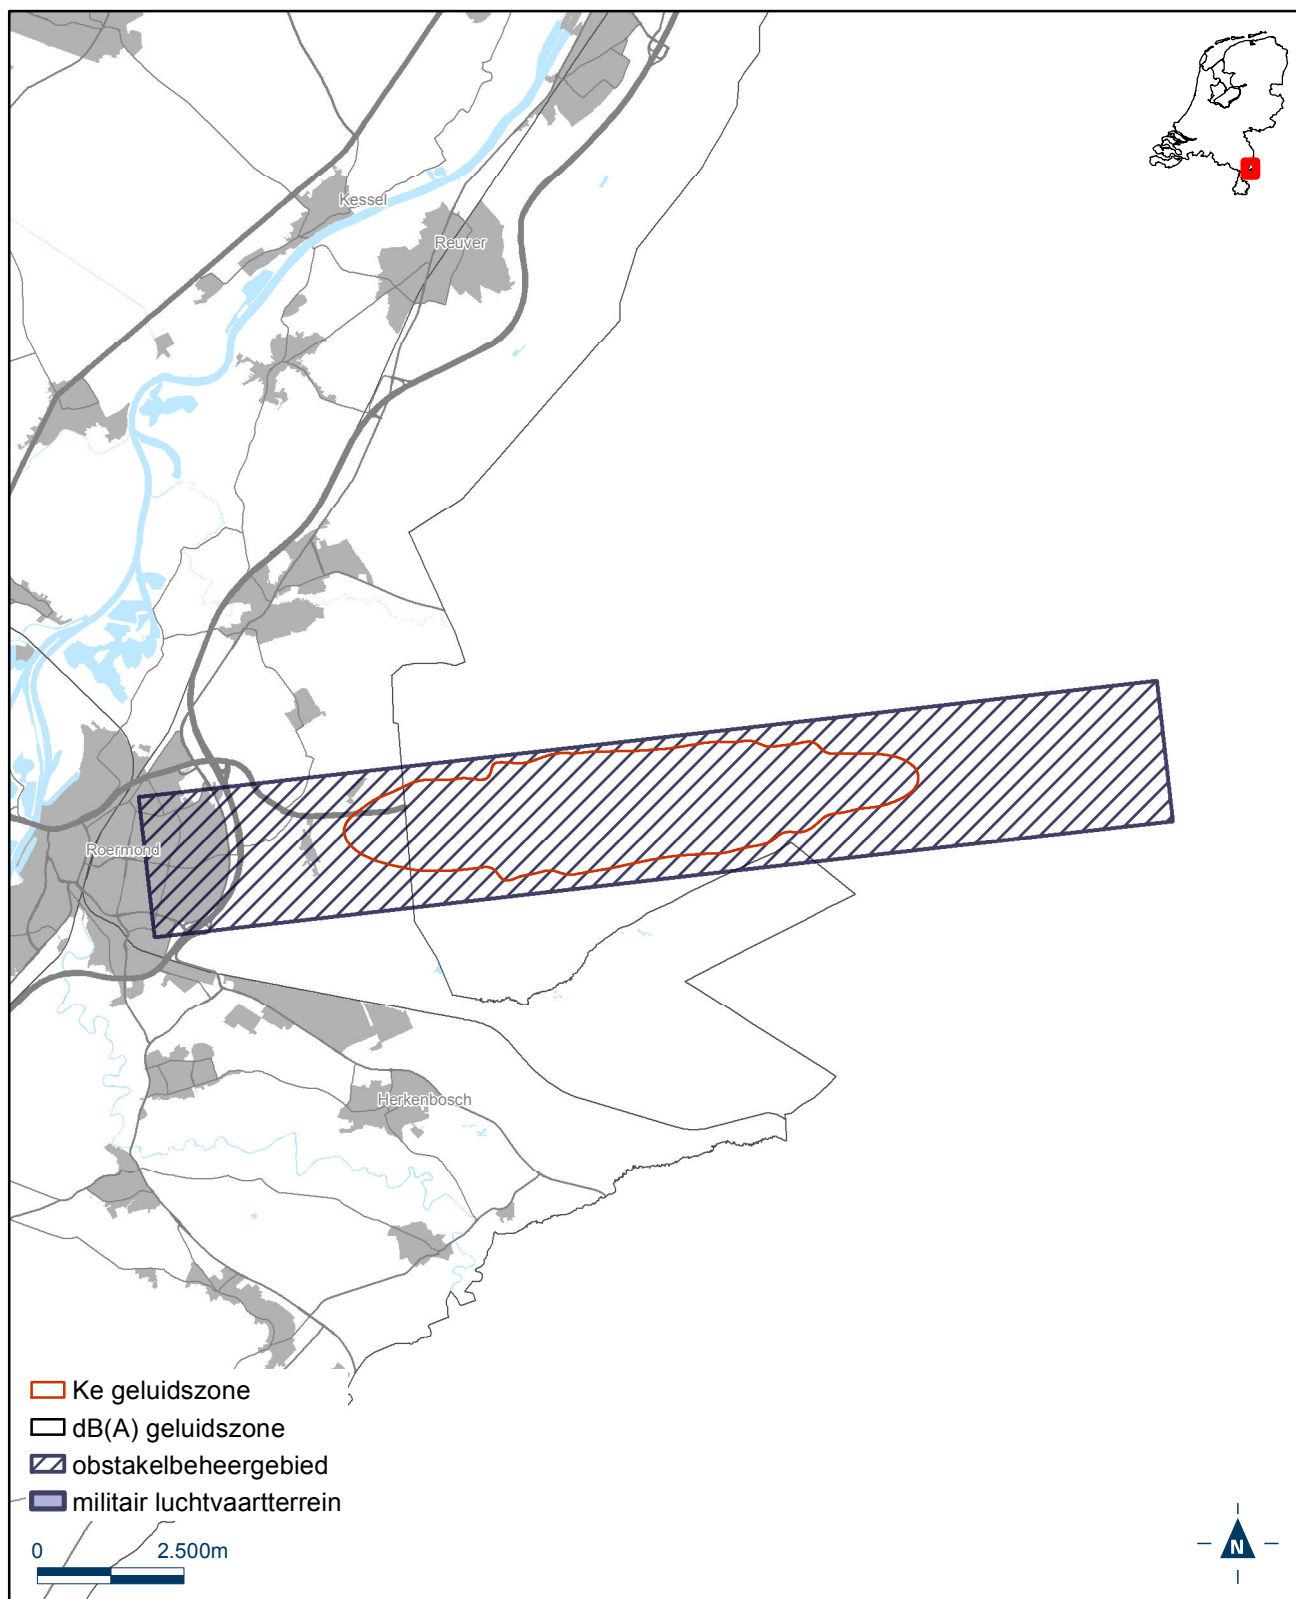 Kessel
Reuver
Roermond
Herkenbosch
Ke geluidszone
dB(A) geluidszone
obstakelbeheergebied
militair luchtvaartterrein
0 2.500m
N